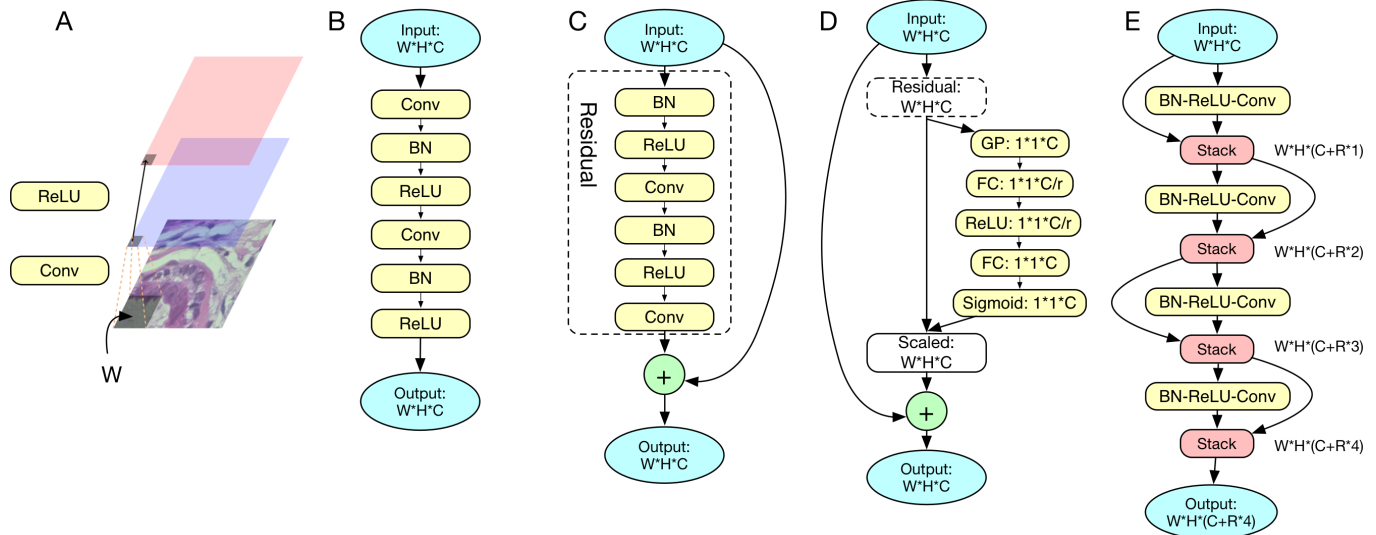 A
ReLU
Conv
W
B
Input:
W*H*C
Conv
BN
ReLU
Conv
BN
ReLU
Output:
W*H*C
C
Input:
W*H*C
Residual
BN
ReLU
Conv
BN
ReLU
Conv
+
Output:
W*H*C
D
Input:
W*H*C
Residual:
W*H*C
GP: 1*1*C
FC: 1*1*C/r
ReLU: 1*1*C/r
FC: 1*1*C
Sigmoid: 1*1*C
Scaled:
W*H*C
+
Output:
W*H*C
E
Input:
W*H*C
BN-ReLU-Conv
Stack
W*H*(C+R*1)
BN-ReLU-Conv
Stack
W*H*(C+R*2)
BN-ReLU-Conv
Stack
W*H*(C+R*3)
BN-ReLU-Conv
Stack
W*H*(C+R*4)
Output:
W*H*(C+R*4)